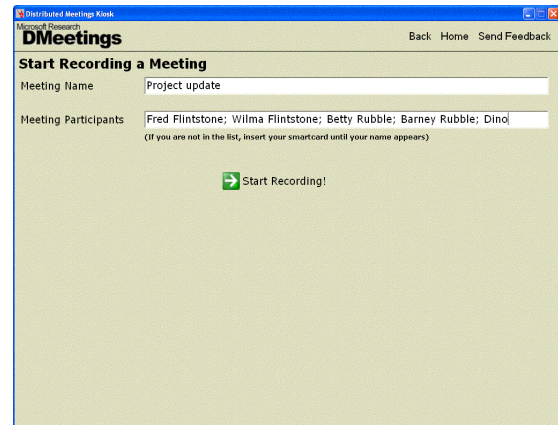 Distributed Meetings Kiosk
Microsoft Research
DMeetings
Back Home Send Feedback
Start Recording a Meeting
Meeting Name Project update
Meeting Participants Fred Flintstone; Wilma Flintstone; Betty Rubble; Barney Rubble; Dino
(If you are not in the list, insert your smartcard until your name appears)
Start Recording!